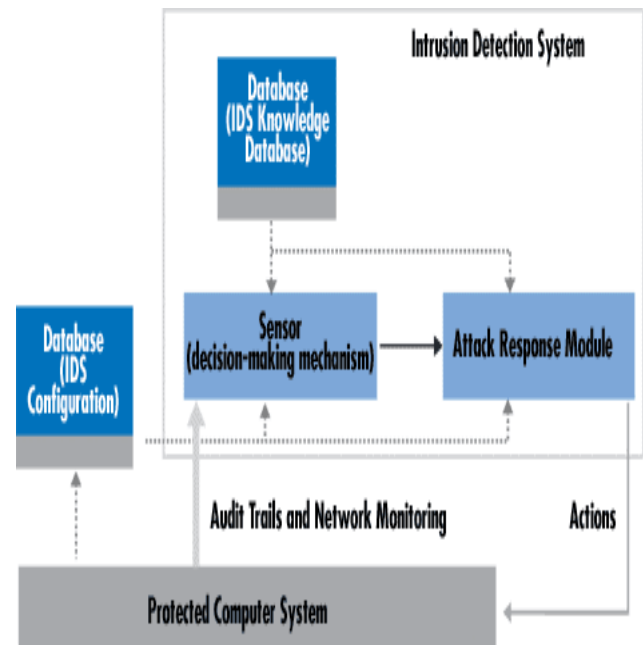 Intrusion Detection System
Database
(IDS Knowledge
Database)
Sensor
(decision-making mechanism)
Attack Response Module
Database
(IDS
Configuration)
Audit Trails and Network Monitoring
Actions
Protected Computer System